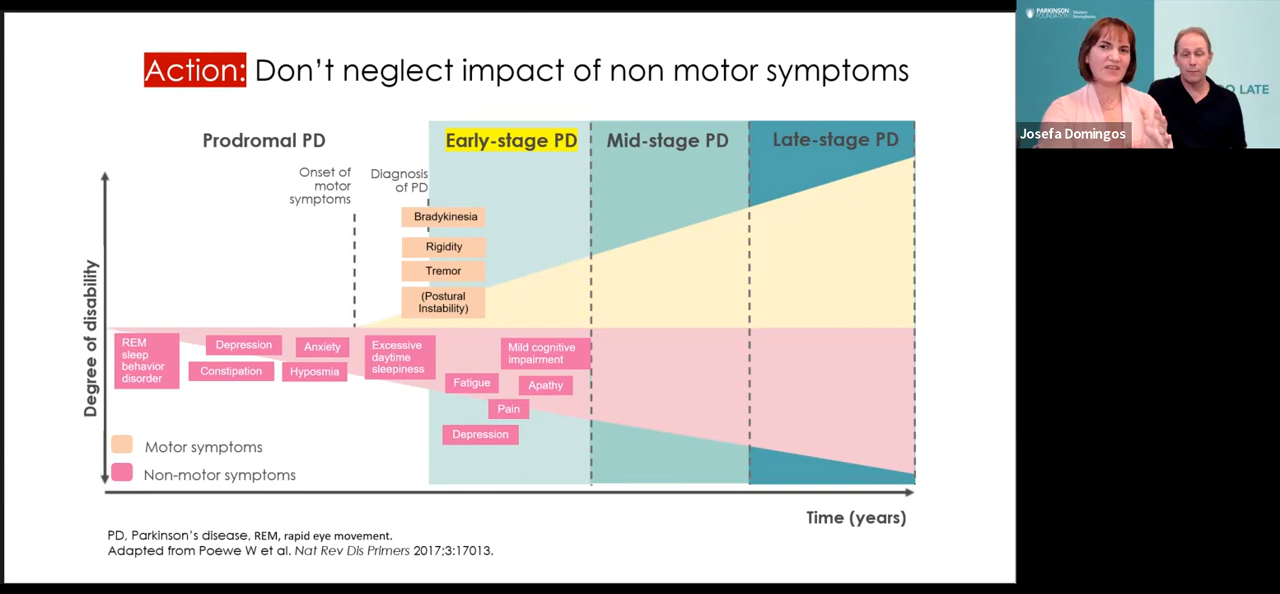 Action: Don't neglect impact of non motor symptoms
Prodromal PD
Early-stage PD
Mid-stage PD
Late-stage PD
Onset of
motor
symptoms
Diagnosis
of PD
Bradykinesia
Rigidity
Tremor
(Postural
Instability)
Degree of disability
REM
sleep
behavior
disorder
Depression
Constipation
Anxiety
Hyposmia
Excessive
daytime
sleepiness
Mild cognitive
impairment
Fatigue
Apathy
Pain
Depression
Motor symptoms
Non-motor symptoms
Time (years)
PD, Parkinson's disease, REM, rapid eye movement.
Adapted from Poewe W et al. Nat Rev Dis Primers 2017;3:17013.
PARKINSON
FOUNDATION
Western
Pennsylvania
O LATE
Josefa Domingos